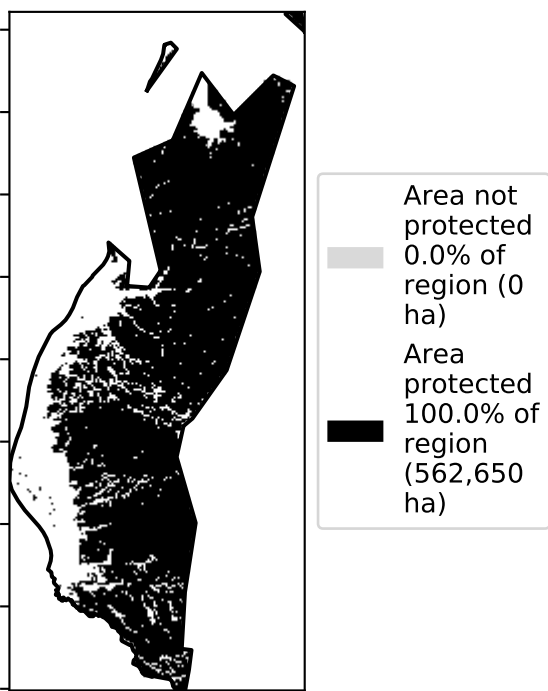 Area not
protected
0.0% of
region (0
ha)
Area
protected
100.0% of
region
(562,650
ha)